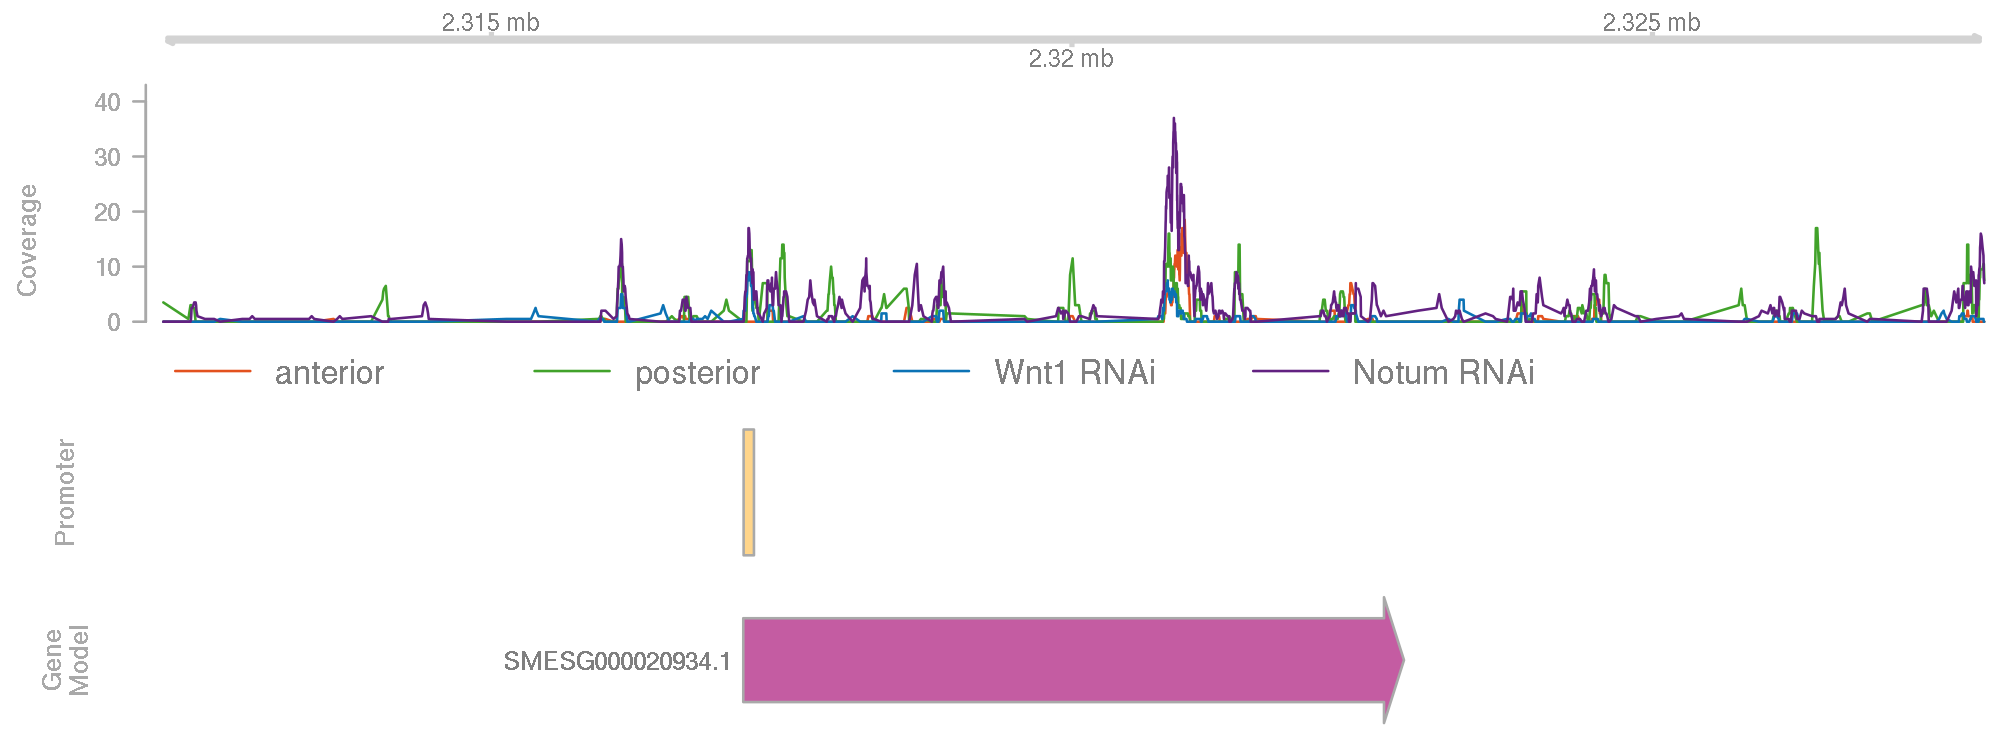 2.315 mb
2.325 mb
2.32 mb
Coverage
40
30
20
10
0
anterior
posterior
Wnt1 RNAi
Notum RNAi
Promoter
Gene
Model
SMESG000020934.1